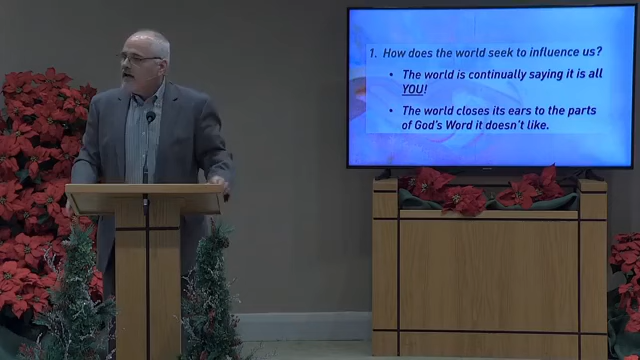 1. How does the world seek to influence us?
• The world is continually saying it is all
YOU!
• The world closes its ears to the parts
of God's Word it doesn't like.